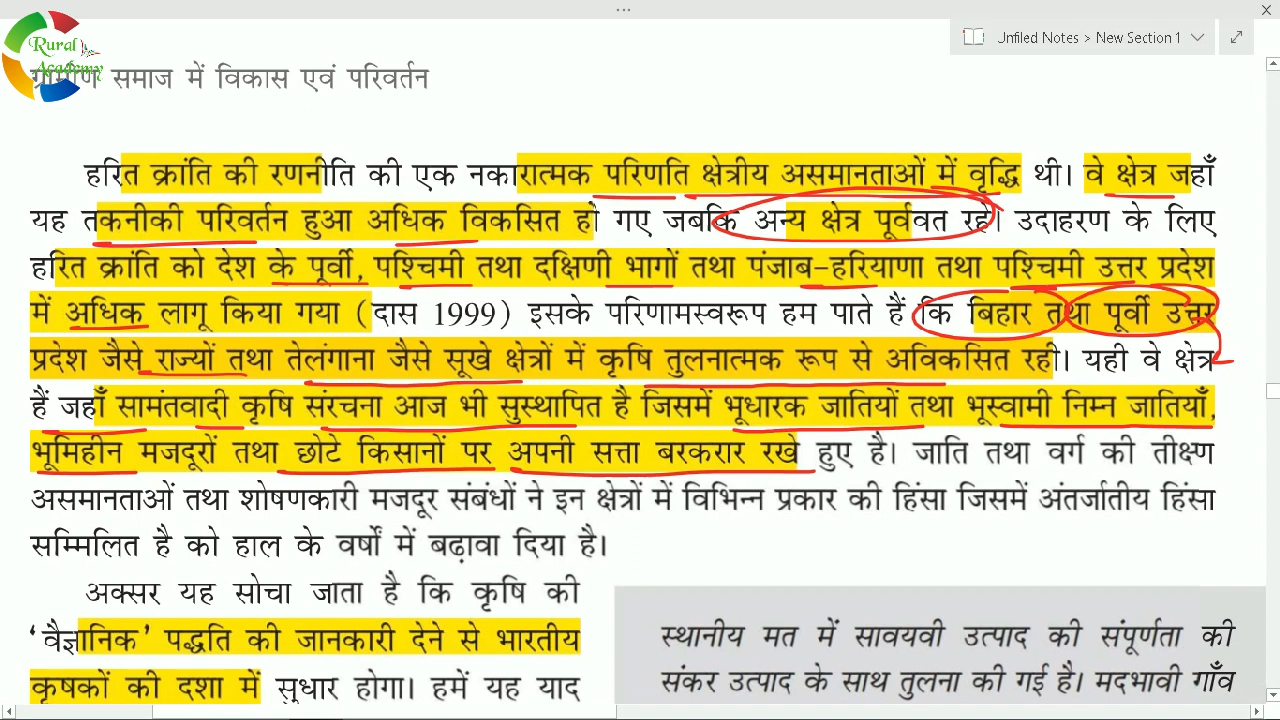 Rural
Academy
Jnfiled Notes > New Section 1
ग्रामीण समाज में विकास एवं परिवर्तन
हरित क्रांति की रणनीति की एक नकारात्मक परिणति क्षेत्रीय असमानताओं में वृद्धि थी। वे क्षेत्र जहाँ
यह तकनीकी परिवर्तन हुआ अधिक विकसित हो गए जबकि अन्य क्षेत्र पूर्ववत रहे। उदाहरण के लिए
हरित क्रांति को देश के पूर्वी, पश्चिमी तथा दक्षिणी भागों तथा पंजाब-हरियाणा तथा पश्चिमी उत्तर प्रदेश
में अधिक लागू किया गया (दास 1999) इसके परिणामस्वरूप हम पाते हैं कि बिहार तथा पूर्वी उत्तर
प्रदेश जैसे राज्यों तथा तेलंगाना जैसे सूखे क्षेत्रों में कृषि तुलनात्मक रूप से अविकसित रही। यही वे क्षेत्र
हैं जहाँ सामंतवादी कृषि संरचना आज भी सुस्थापित है जिसमें भूधारक जातियों तथा भूस्वामी निम्न जातियाँ,
भूमिहीन मजदूरों तथा छोटे किसानों पर अपनी सत्ता बरकरार रखे हुए है। जाति तथा वर्ग की तीक्ष्ण
असमानताओं तथा शोषणकारी मजदूर संबंधों ने इन क्षेत्रों में विभिन्न प्रकार की हिंसा जिसमें अंतर्जातीय हिंसा
सम्मिलित है को हाल के वर्षों में बढ़ावा दिया है।
अक्सर यह सोचा जाता है कि कृषि की
‘वैज्ञानिक’ पद्धति की जानकारी देने से भारतीय
कृषकों की दशा में सुधार होगा। हमें यह याद
स्थानीय मत में सावयवी उत्पाद की संपूर्णता की
संकर उत्पाद के साथ तुलना की गई है। मदभावी गाँव